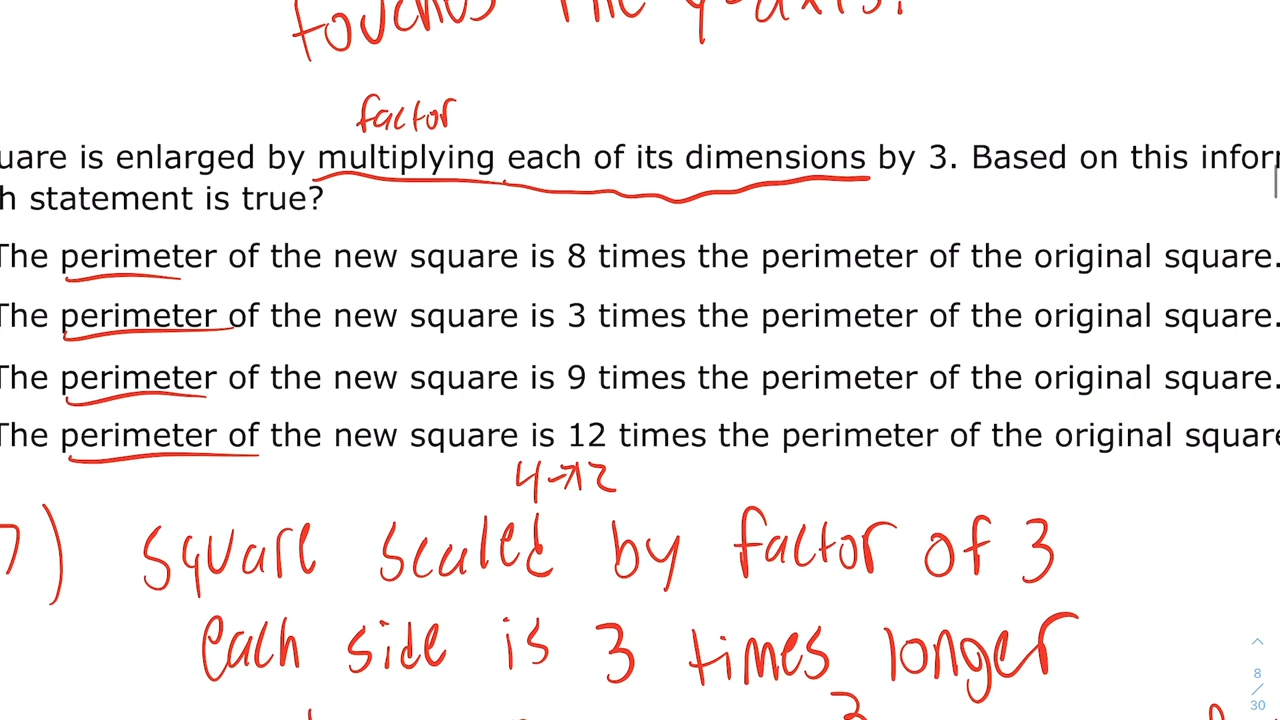 touches the y-axis.
factor
uare is enlarged by multiplying each of its dimensions by 3. Based on this infor
h statement is true?
The perimeter of the new square is 8 times the perimeter of the original square.
The perimeter of the new square is 3 times the perimeter of the original square.
The perimeter of the new square is 9 times the perimeter of the original square.
The perimeter of the new square is 12 times the perimeter of the original square
4→12
7) square scaled by factor of 3
each side is 3 times longer
3
8
/
30